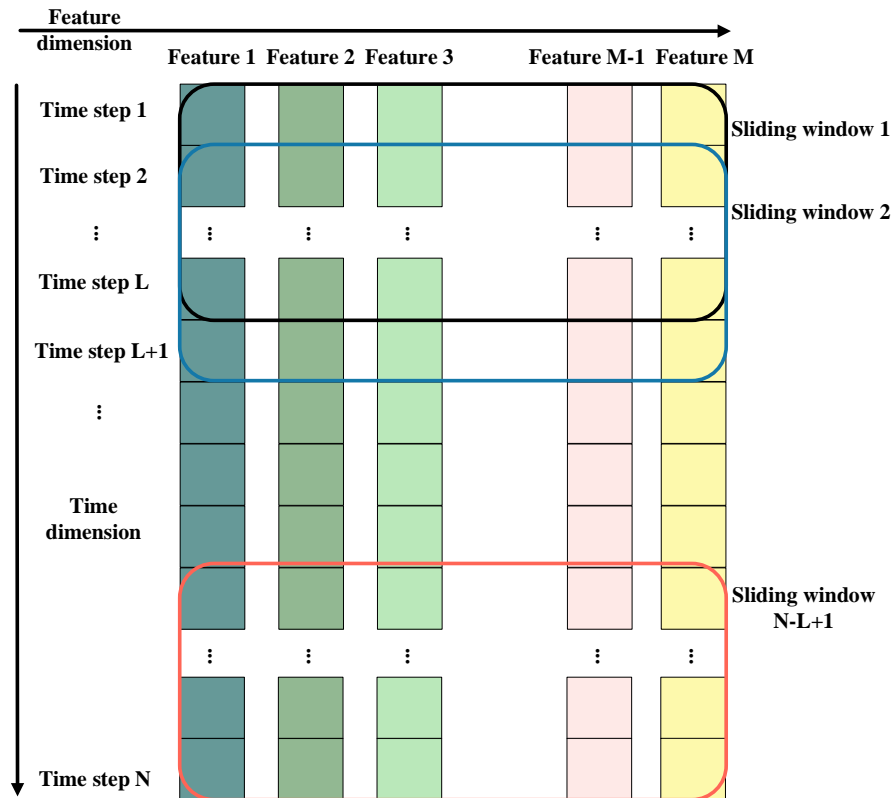 Feature
dimension
Feature 1 Feature 2 Feature 3 Feature M-1 Feature M
Time step 1
Sliding window 1
Time step 2
Sliding window 2
⋮ ⋮ ⋮ ⋮ ⋮ ⋮
Time step L
Time step L+1
⋮
Time
dimension
Sliding window
N-L+1
⋮ ⋮ ⋮ ⋮ ⋮
Time step N